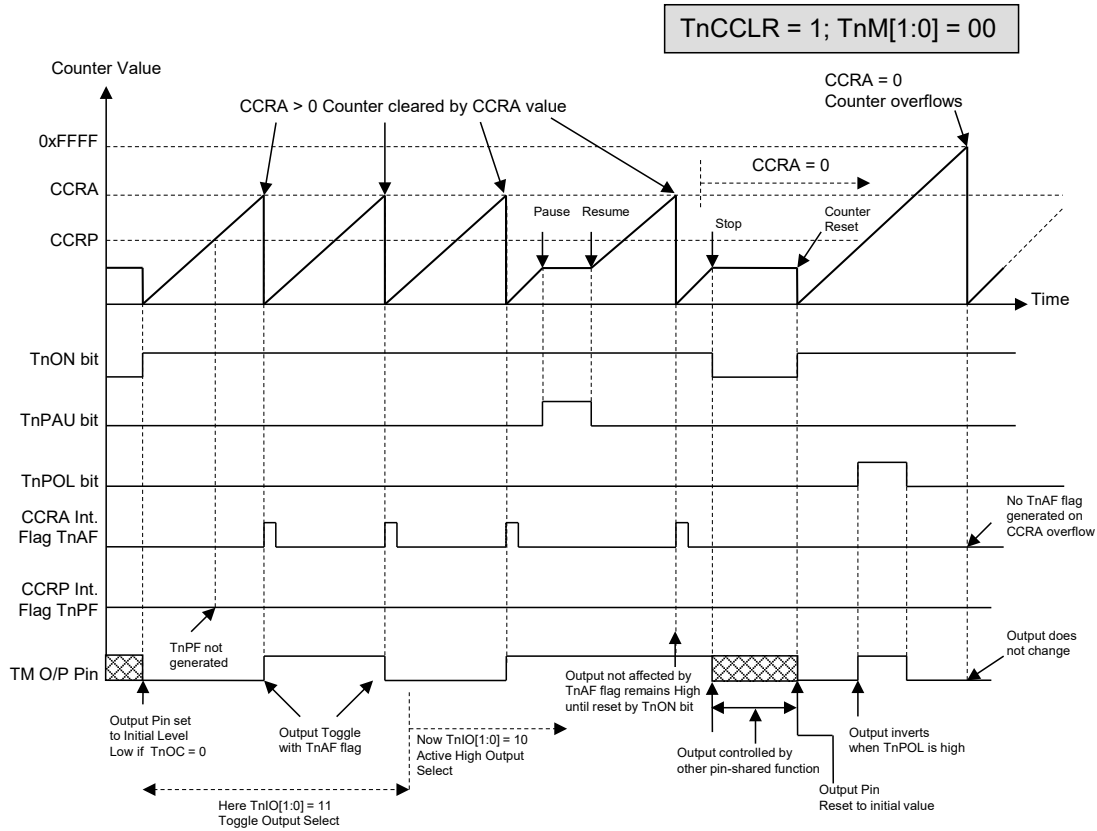 TnCCLR = 1; TnM[1:0] = 00
Counter Value
CCRA > 0 Counter cleared by CCRA value
CCRA = 0
Counter overflows
0xFFFF
CCRA = 0
CCRA
Pause
Resume
Stop
Counter
Reset
CCRP
Time
TnON bit
TnPAU bit
TnPOL bit
No TnAF flag
generated on
CCRA overflow
CCRA Int.
Flag TnAF
CCRP Int.
Flag TnPF
TnPF not
generated
Output does
not change
TM O/P Pin
Output not affected by
TnAF flag remains High
until reset by TnON bit
Output Pin set
to Initial Level
Low if TnOC = 0
Output Toggle
with TnAF flag
Now TnIO[1:0] = 10
Active High Output
Select
Output controlled by
other pin-shared function
Output inverts
when TnPOL is high
Output Pin
Reset to initial value
Here TnIO[1:0] = 11
Toggle Output Select